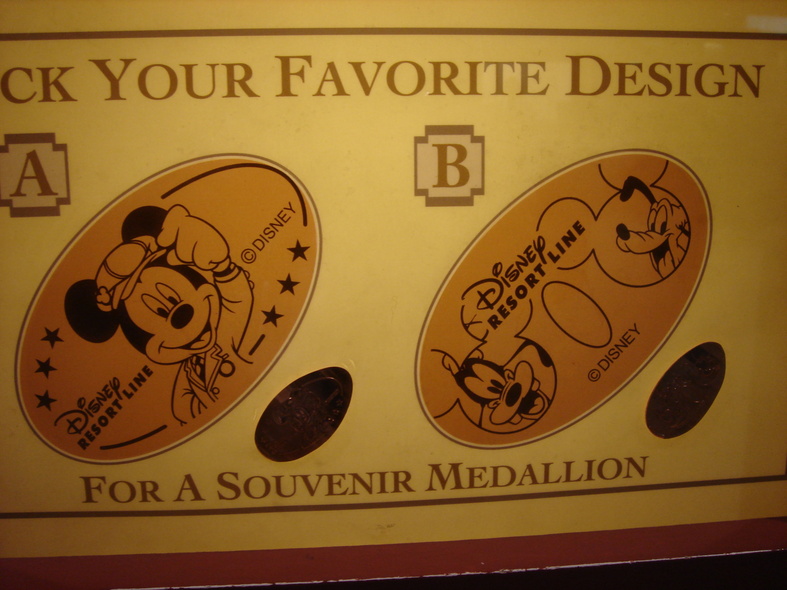 CK YOUR FAVORITE DESIGN
A
© DISNEY
DISNEY
RESORT LINE
B
DISNEY
RESORT LINE
© DISNEY
FOR A SOUVENIR MEDALLION